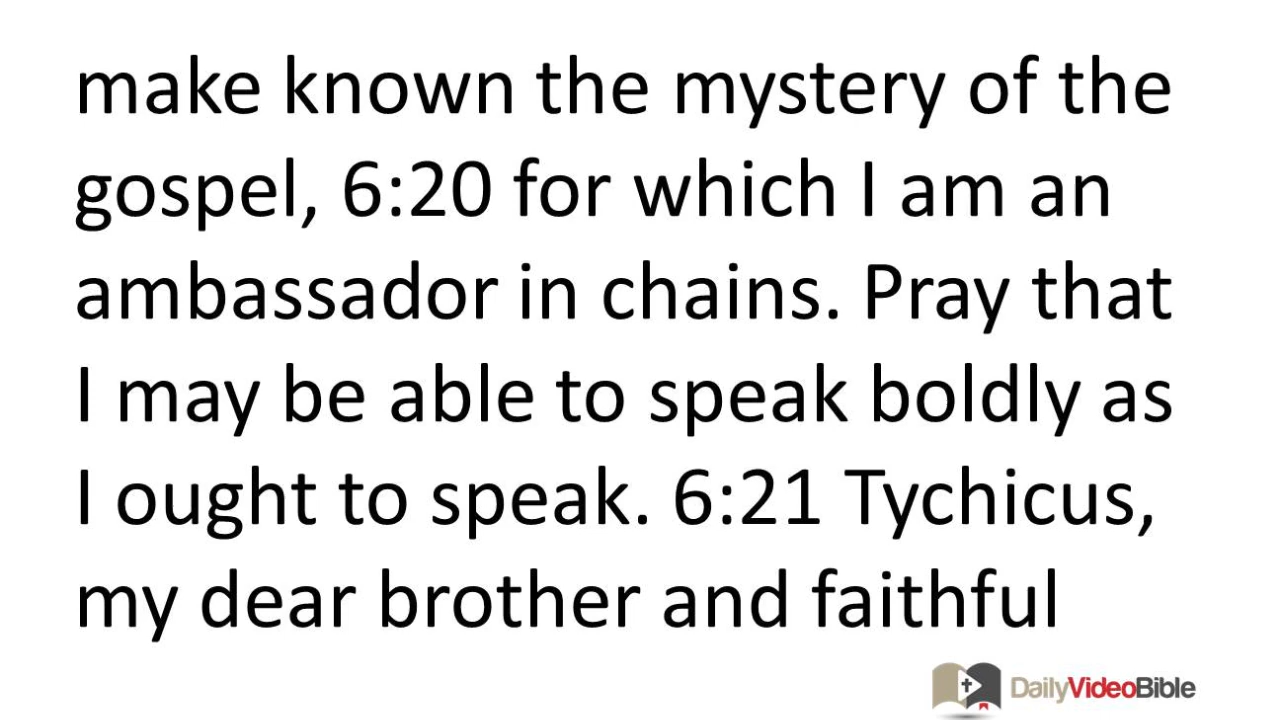 make known the mystery of the
gospel, 6:20 for which I am an
ambassador in chains. Pray that
I may be able to speak boldly as
I ought to speak. 6:21 Tychicus,
my dear brother and faithful
DailyVideoBible